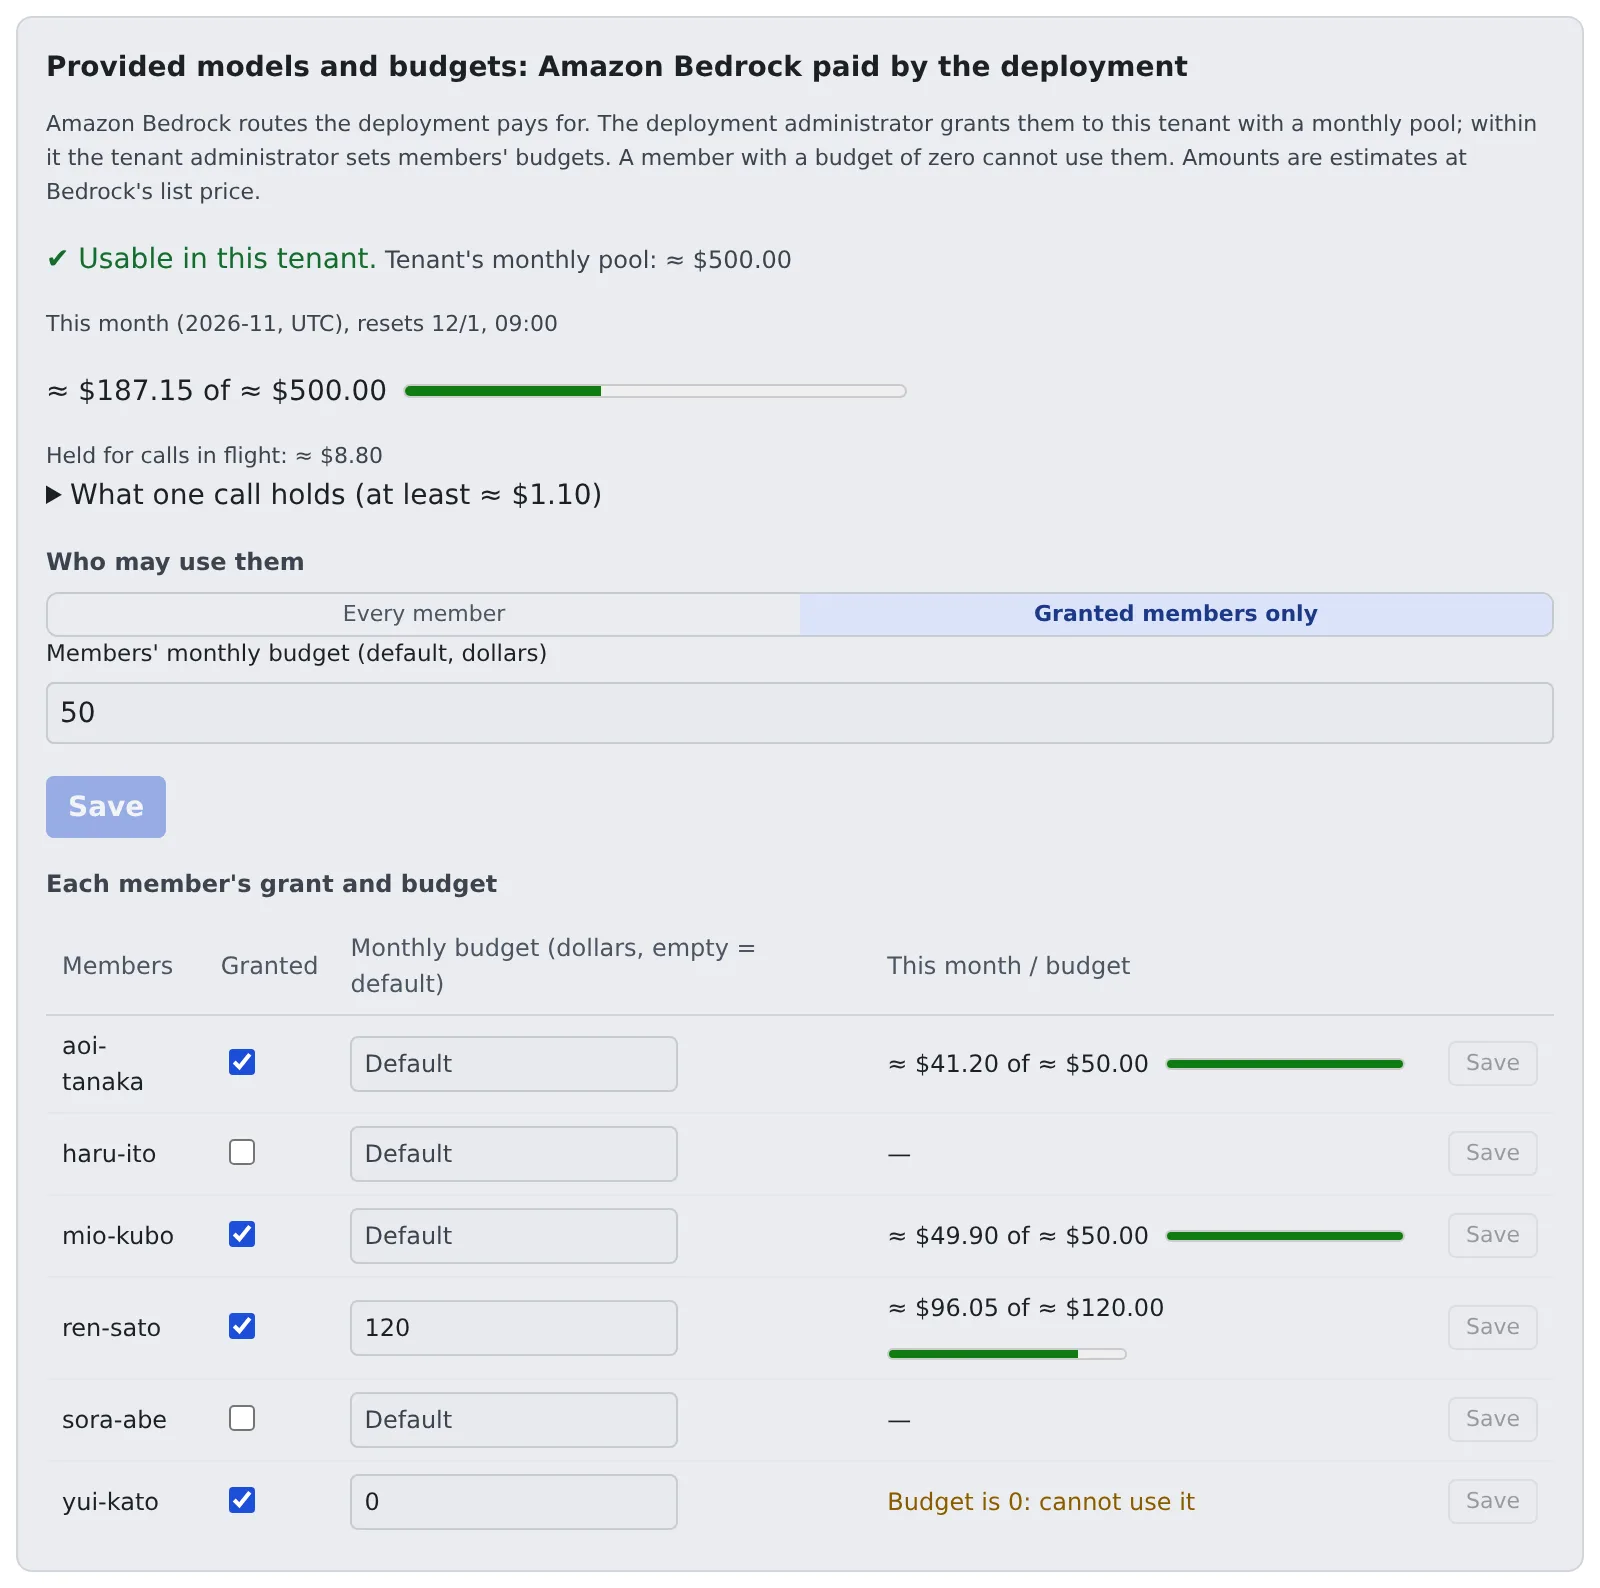 Provided models and budgets: Amazon Bedrock paid by the deployment
Amazon Bedrock routes the deployment pays for. The deployment administrator grants them to this tenant with a monthly pool; within
it the tenant administrator sets members' budgets. A member with a budget of zero cannot use them. Amounts are estimates at
Bedrock's list price.
✔ Usable in this tenant. Tenant's monthly pool: ≈ $500.00
This month (2026-11, UTC), resets 12/1, 09:00
≈ $187.15 of ≈ $500.00
Held for calls in flight: ≈ $8.80
▶ What one call holds (at least ≈ $1.10)
Who may use them
Every member Granted members only
Members' monthly budget (default, dollars)
50
Save
Each member's grant and budget
Members Granted Monthly budget (dollars, empty = default) This month / budget
aoi-tanaka Default ≈ $41.20 of ≈ $50.00 Save
haru-ito Default — Save
mio-kubo Default ≈ $49.90 of ≈ $50.00 Save
ren-sato 120 ≈ $96.05 of ≈ $120.00 Save
sora-abe Default — Save
yui-kato 0 Budget is 0: cannot use it Save